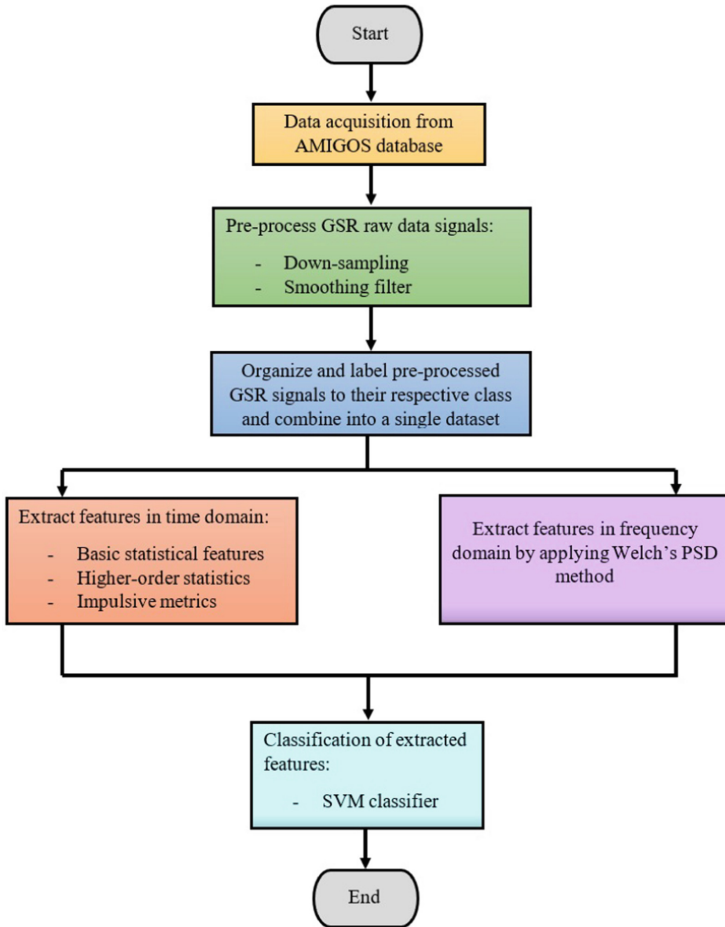 Start
Data acquisition from
AMIGOS database
Pre-process GSR raw data signals:
- Down-sampling
- Smoothing filter
Organize and label pre-processed
GSR signals to their respective class
and combine into a single dataset
Extract features in time domain:
- Basic statistical features
- Higher-order statistics
- Impulsive metrics
Extract features in frequency
domain by applying Welch’s PSD
method
Classification of extracted
features:
- SVM classifier
End